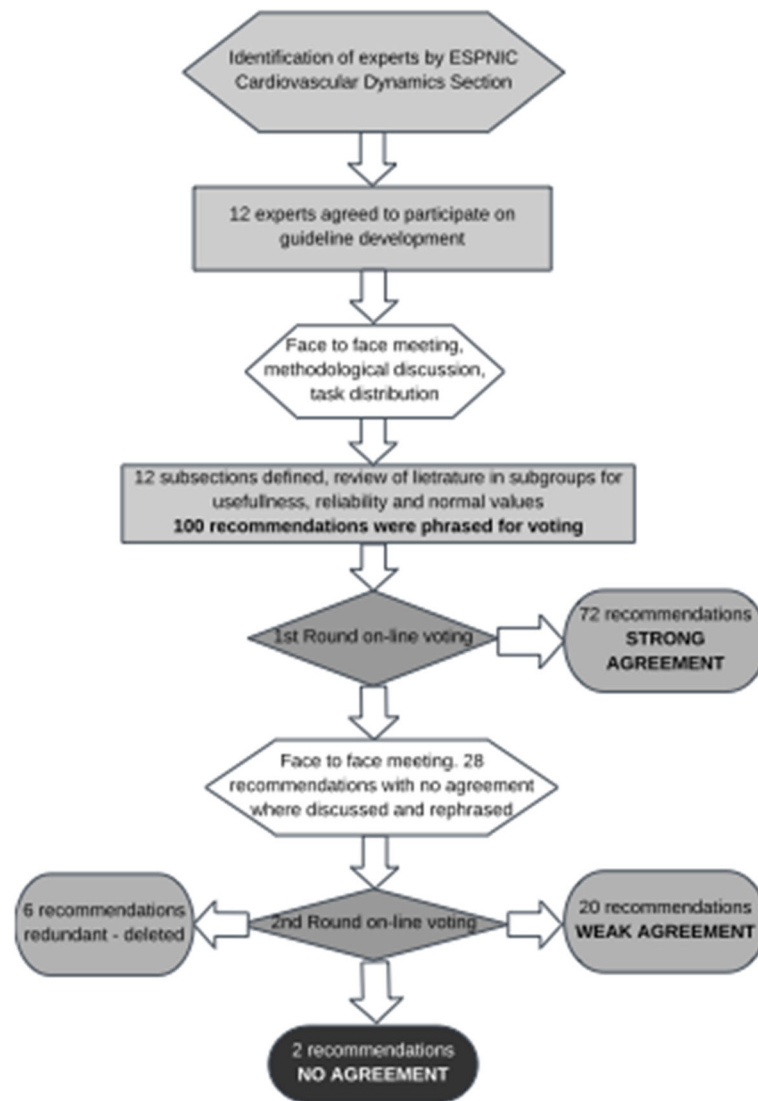 Identification of experts by ESPNIC
Cardiovascular Dynamics Section
12 experts agreed to participate on
guideline development
Face to face meeting,
methodological discussion,
task distribution
12 subsections defined, review of lietrature in subgroups for
usefullness, reliability and normal values
100 recommendations were phrased for voting
1st Round on-line voting
72 recommendations
STRONG
AGREEMENT
Face to face meeting. 28
recommendations with no agreement
where discussed and rephrased
6 recommendations
redundant - deleted
2nd Round on-line voting
20 recommendations
WEAK AGREEMENT
2 recommendations
NO AGREEMENT